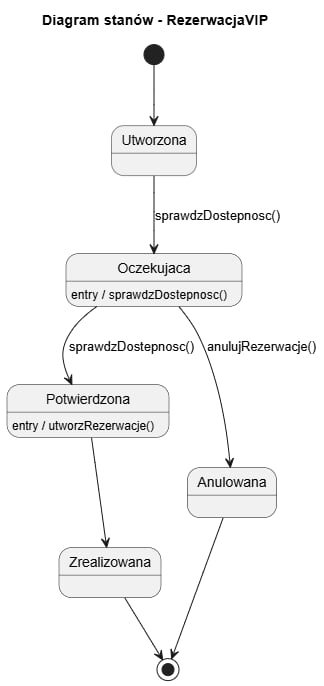 Diagram stanów - RezerwacjaVIP
Utworzona
sprawdzDostepnosc()
Oczekujaca
entry / sprawdzDostepnosc()
sprawdzDostepnosc()
anulujRezerwacje()
Potwierdzona
entry / utworzRezerwacje()
Anulowana
Zrealizowana